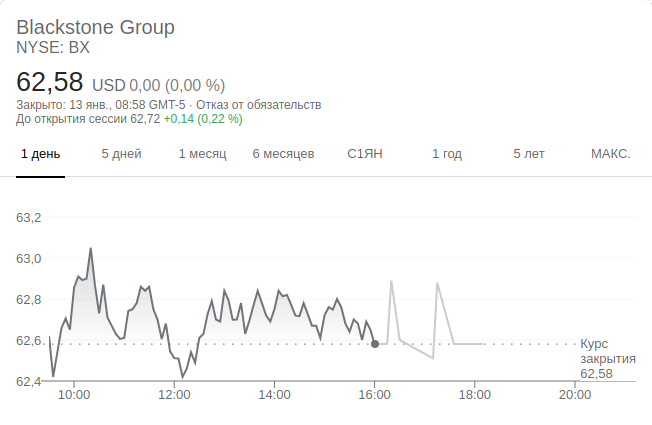 Blackstone Group
NYSE: BX
62,58 USD 0,00 (0,00 %)
Закрыто: 13 янв., 08:58 GMT-5 · Отказ от обязательств
До открытия сессии 62,72 +0,14 (0,22 %)
1 день 5 дней 1 месяц 6 месяцев С1ЯН 1 год 5 лет МАКС.
63,2
63,0
62,8
62,6
62,4
Курс
закрытия
62,58
10:00 12:00 14:00 16:00 18:00 20:00